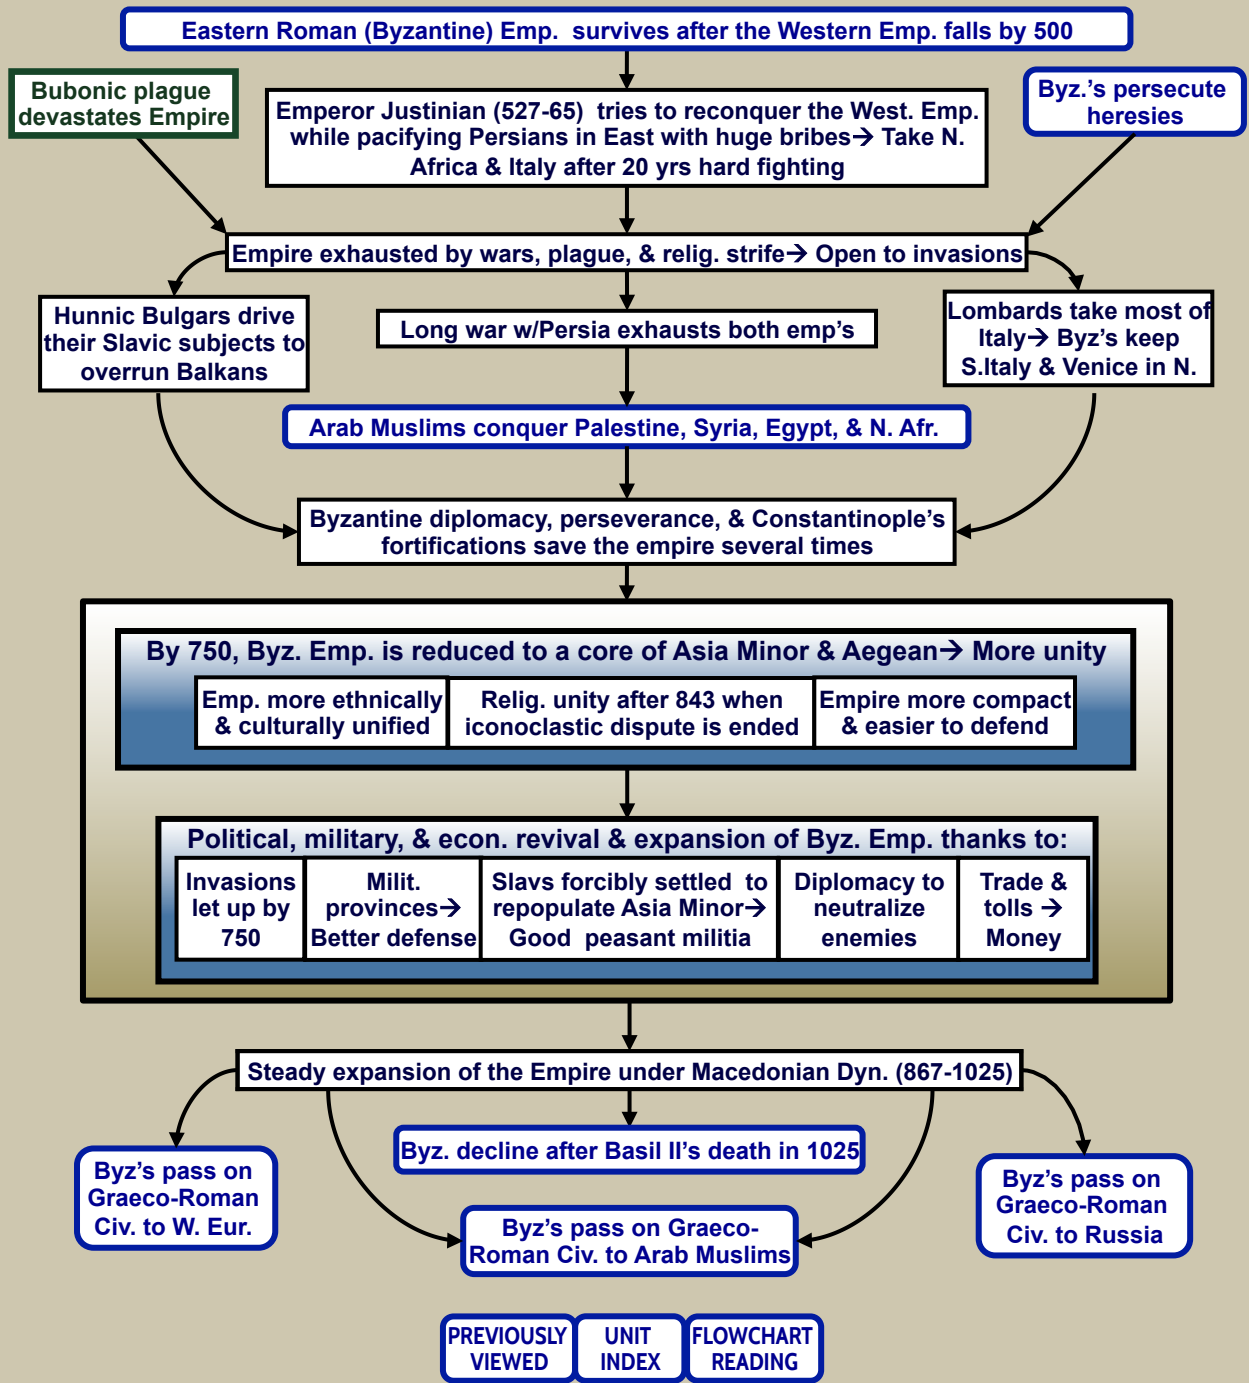 Eastern Roman (Byzantine) Emp. survives after the Western Emp. falls by 500
Bubonic plague
devastates Empire
Emperor Justinian (527-65) tries to reconquer the West. Emp.
while pacifying Persians in East with huge bribes→ Take N.
Africa & Italy after 20 yrs hard fighting
Byz.'s persecute
heresies
Empire exhausted by wars, plague, & relig. strife→ Open to invasions
Hunnic Bulgars drive
their Slavic subjects to
overrun Balkans
Long war w/Persia exhausts both emp's
Lombards take most of
Italy→ Byz's keep
S.Italy & Venice in N.
Arab Muslims conquer Palestine, Syria, Egypt, & N. Afr.
Byzantine diplomacy, perseverance, & Constantinople's
fortifications save the empire several times
By 750, Byz. Emp. is reduced to a core of Asia Minor & Aegean→ More unity
Emp. more ethnically
& culturally unified
Relig. unity after 843 when
iconoclastic dispute is ended
Empire more compact
& easier to defend
Political, military, & econ. revival & expansion of Byz. Emp. thanks to:
Invasions
let up by
750
Milit.
provinces→
Better defense
Slavs forcibly settled to
repopulate Asia Minor→
Good peasant militia
Diplomacy to
neutralize
enemies
Trade &
tolls →
Money
Steady expansion of the Empire under Macedonian Dyn. (867-1025)
Byz. decline after Basil II's death in 1025
Byz's pass on
Graeco-Roman
Civ. to W. Eur.
Byz's pass on Graeco-
Roman Civ. to Arab Muslims
Byz's pass on
Graeco-Roman
Civ. to Russia
PREVIOUSLY
VIEWED
UNIT
INDEX
FLOWCHART
READING